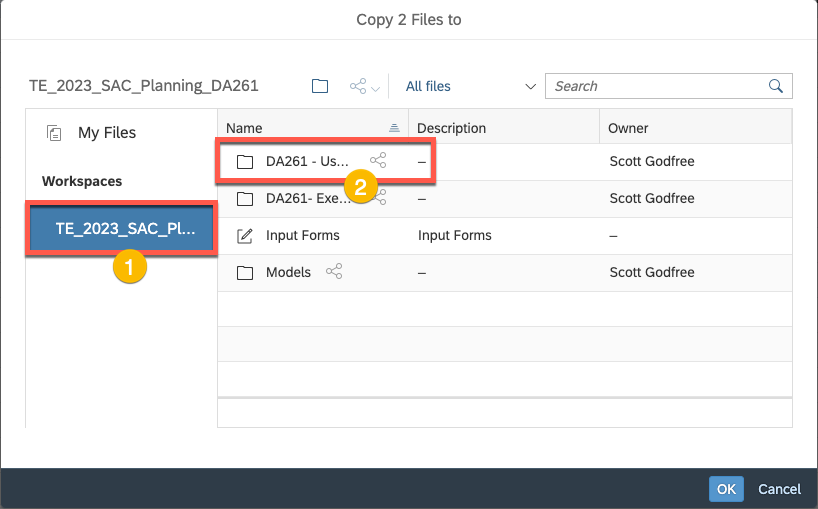 Copy 2 Files to
TE_2023_SAC_Planning_DA261 All files Search
My Files
Workspaces
TE_2023_SAC_Pl...
1
Name Description Owner
DA261 - Us... – Scott Godfree
2
DA261- Exe... – Scott Godfree
Input Forms Input Forms –
Models – Scott Godfree
OK Cancel